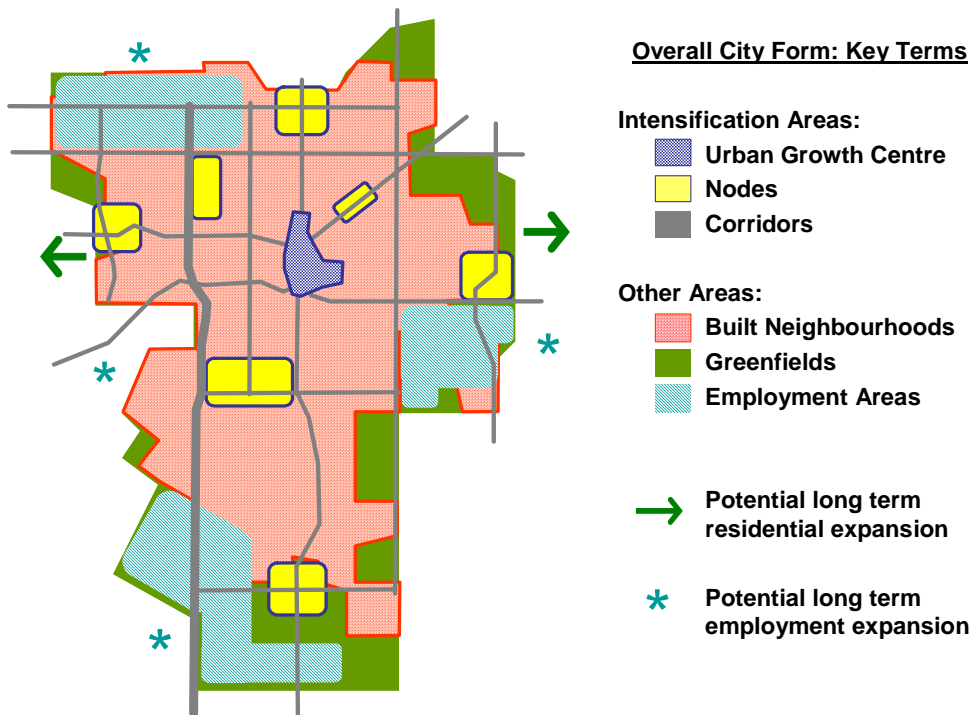 Overall City Form: Key Terms
Intensification Areas:
Urban Growth Centre
Nodes
Corridors
Other Areas:
Built Neighbourhoods
Greenfields
Employment Areas
Potential long term
residential expansion
* Potential long term
employment expansion
*
*
*
*